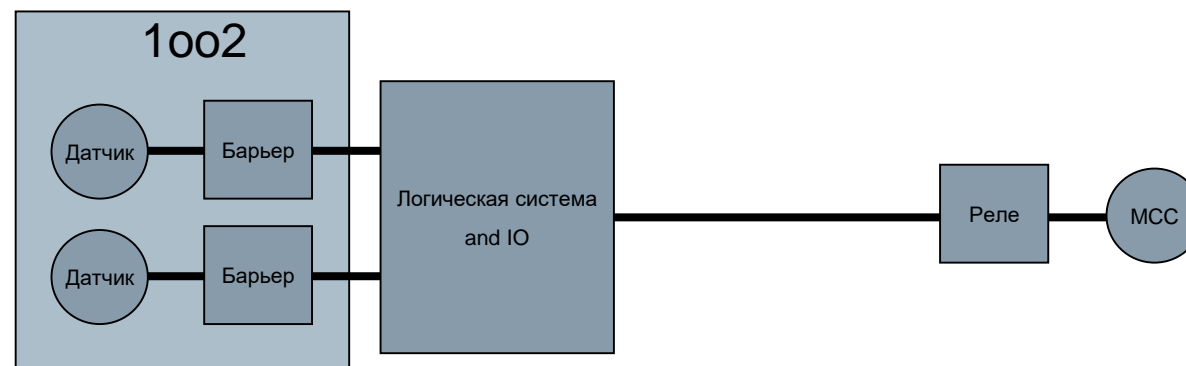 1oo2
Датчик
Барьер
Датчик
Барьер
Логическая система
and IO
Реле
МСС